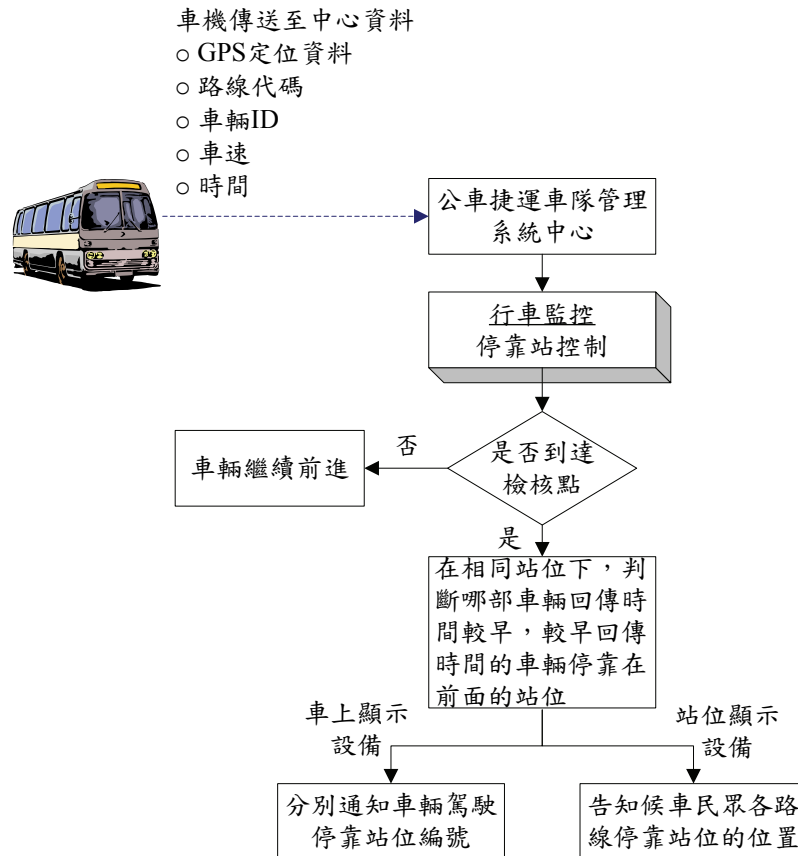 車機傳送至中心資料
○ GPS定位資料
○ 路線代碼
○ 車輛ID
○ 車速
○ 時間
公車捷運車隊管理
系統中心
行車監控
停靠站控制
是否到達
檢核點
否
車輛繼續前進
是
在相同站位下，判
斷哪部車輛回傳時
間較早，較早回傳
時間的車輛停靠在
前面的站位
車上顯示
設備
站位顯示
設備
分別通知車輛駕駛
停靠站位編號
告知候車民眾各路
線停靠站位的位置